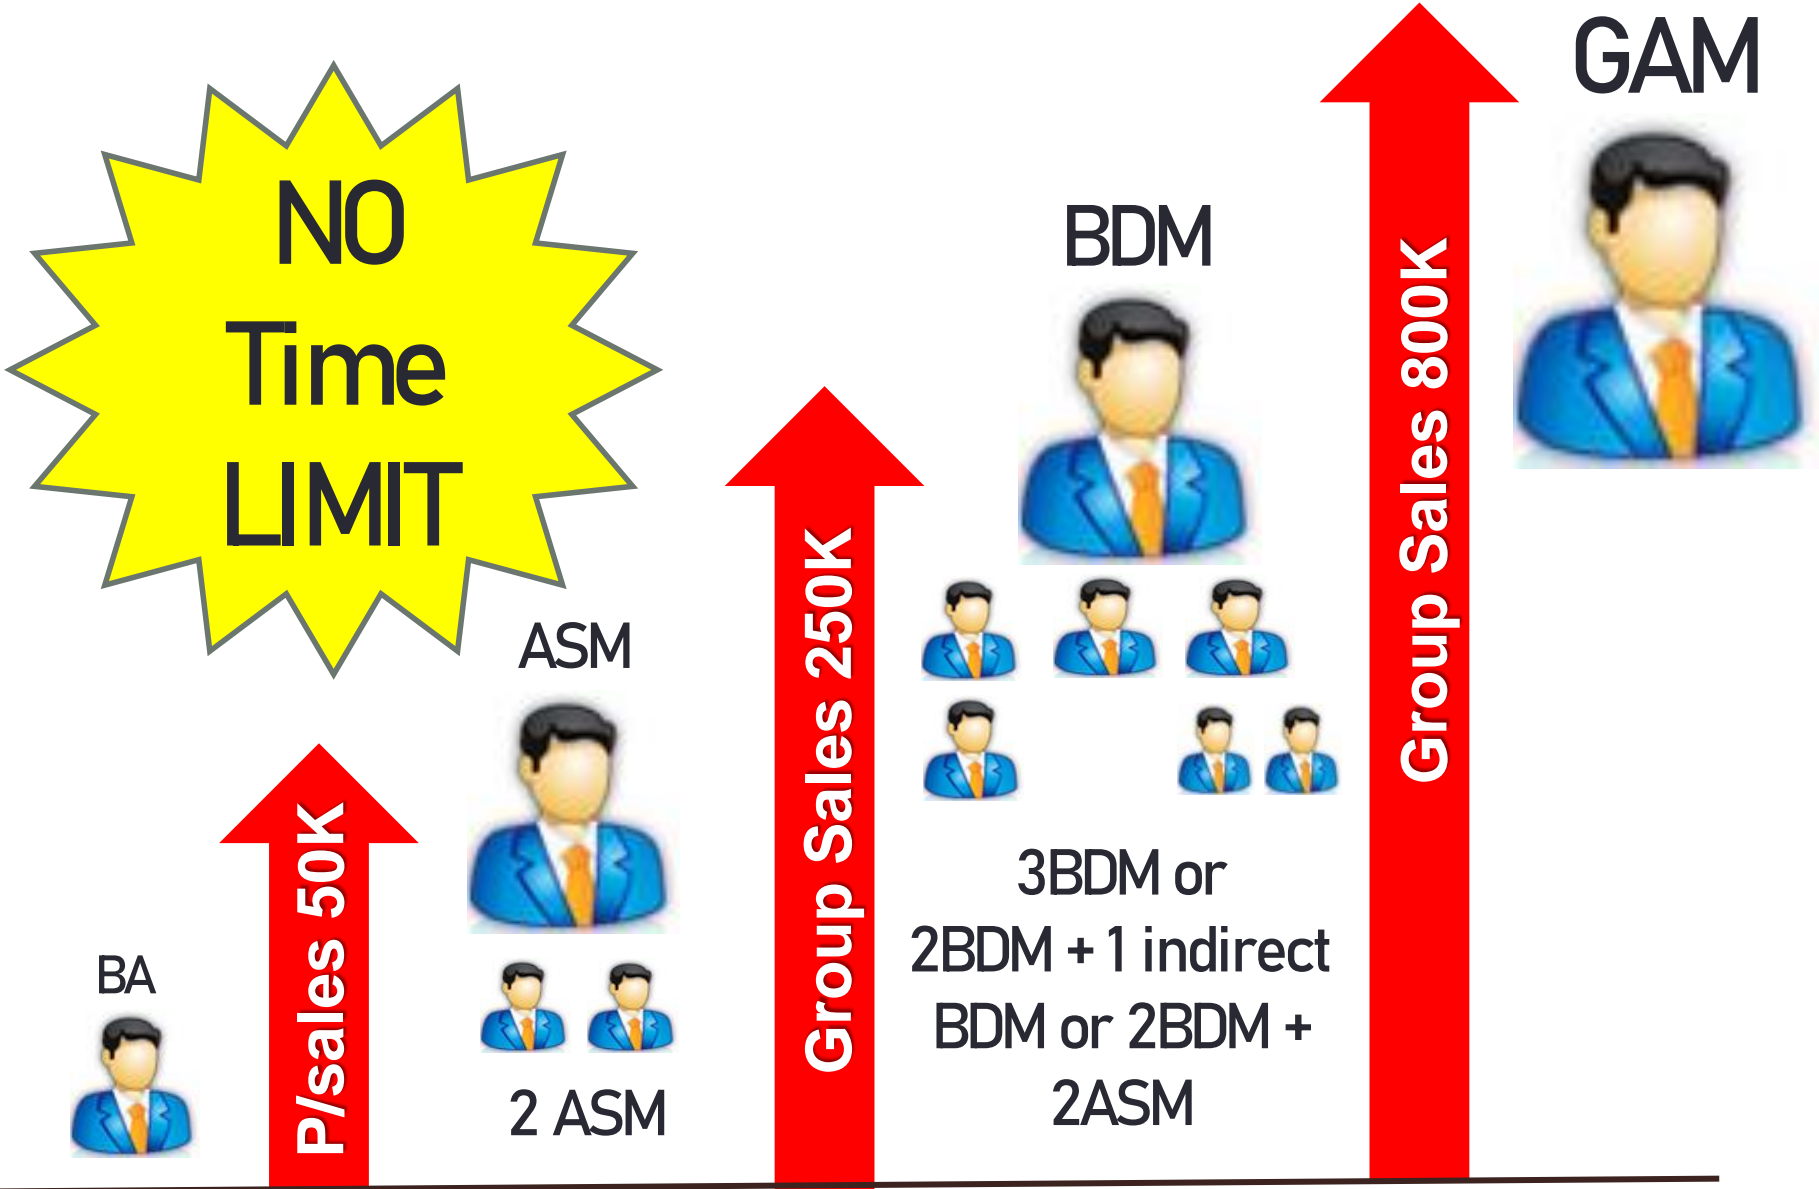 NO
Time
LIMIT
BA
P/sales 50K
ASM
2 ASM
Group Sales 250K
BDM
3BDM or
2BDM + 1 indirect
BDM or 2BDM +
2ASM
Group Sales 800K
GAM